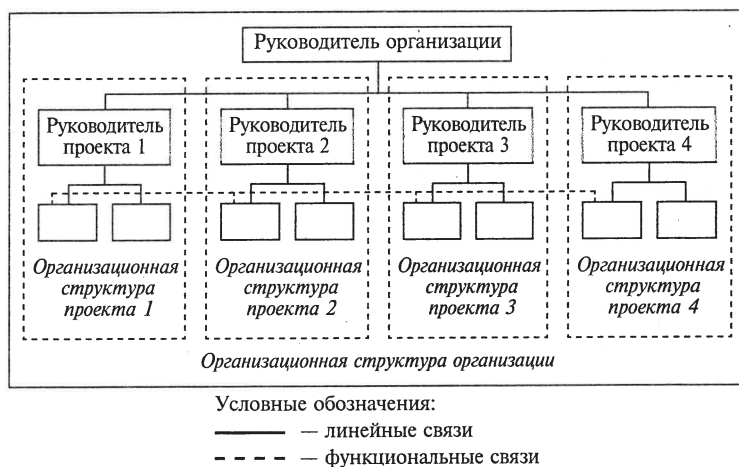 Руководитель организации
Руководитель
проекта 1
Руководитель
проекта 2
Руководитель
проекта 3
Руководитель
проекта 4
Организационная
структура
проекта 1
Организационная
структура
проекта 2
Организационная
структура
проекта 3
Организационная
структура
проекта 4
Организационная структура организации
Условные обозначения:
— линейные связи
— функциональные связи